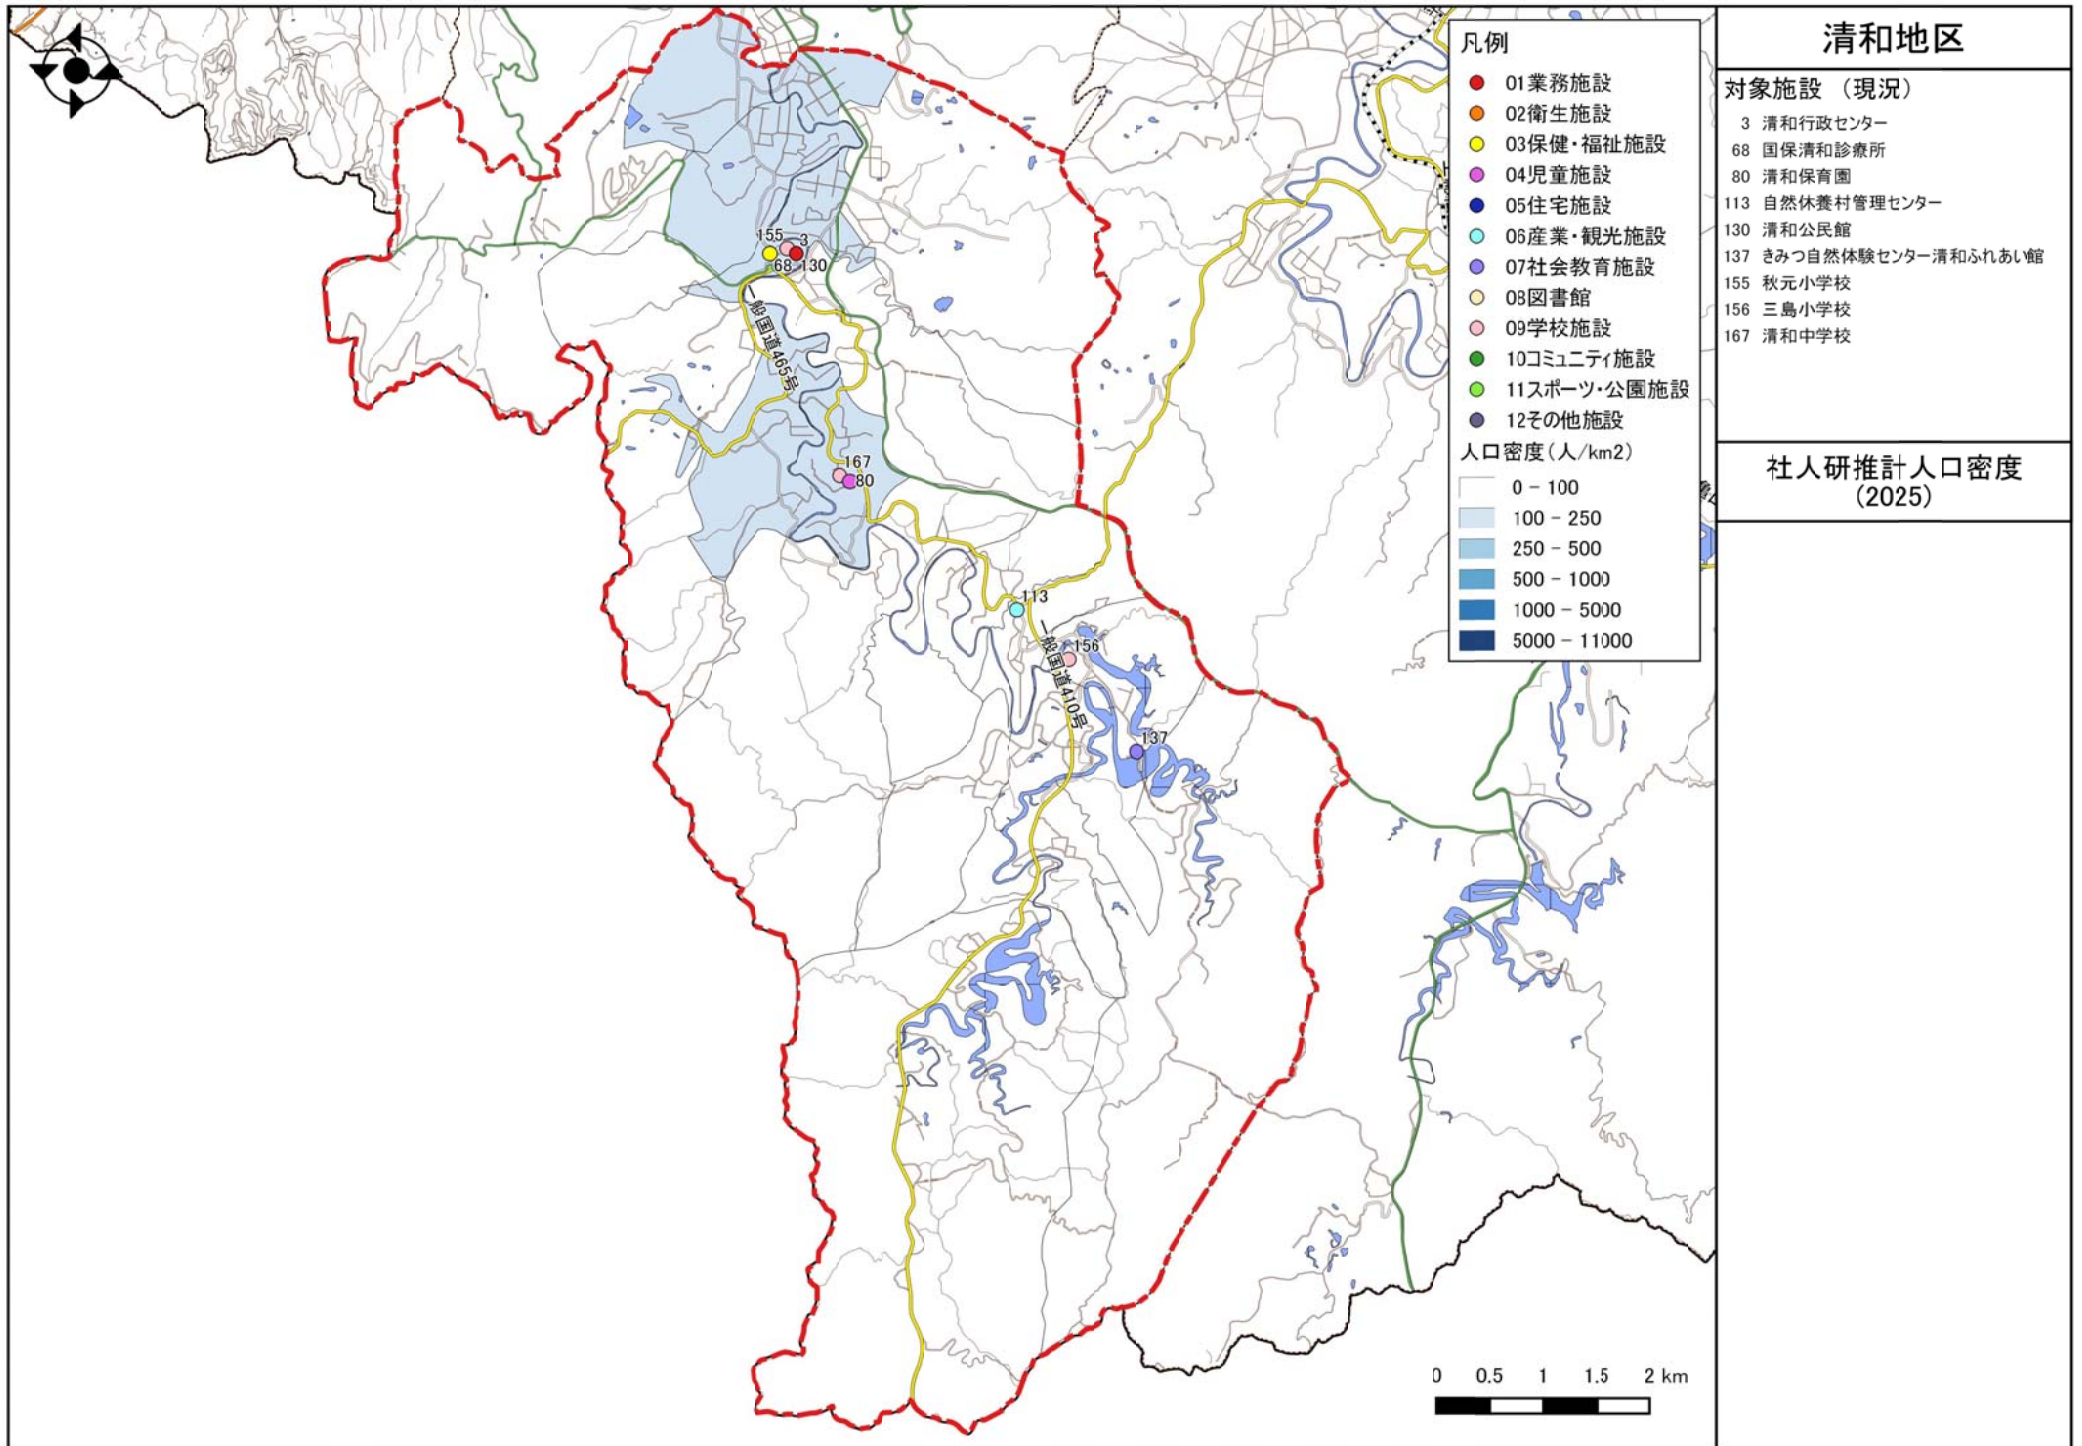 清和地区
対象施設 （現況）
3 清和行政センター
68 国保清和診療所
80 清和保育園
113 自然休養村管理センター
130 清和公民館
137 きみつ自然体験センター清和ふれあい館
155 秋元小学校
156 三島小学校
167 清和中学校
社人研推計人口密度
(2025)
凡例
01業務施設
02衛生施設
03保健・福祉施設
04児童施設
05住宅施設
06産業・観光施設
07社会教育施設
08図書館
09学校施設
10コミュニティ施設
11スポーツ・公園施設
12その他施設
人口密度(人/km2)
0 - 100
100 - 250
250 - 500
500 - 1000
1000 - 5000
5000 - 11000
155
3
68
130
一般国道465号
167
80
113
一般国道410号
156
137
0 0.5 1 1.5 2 km